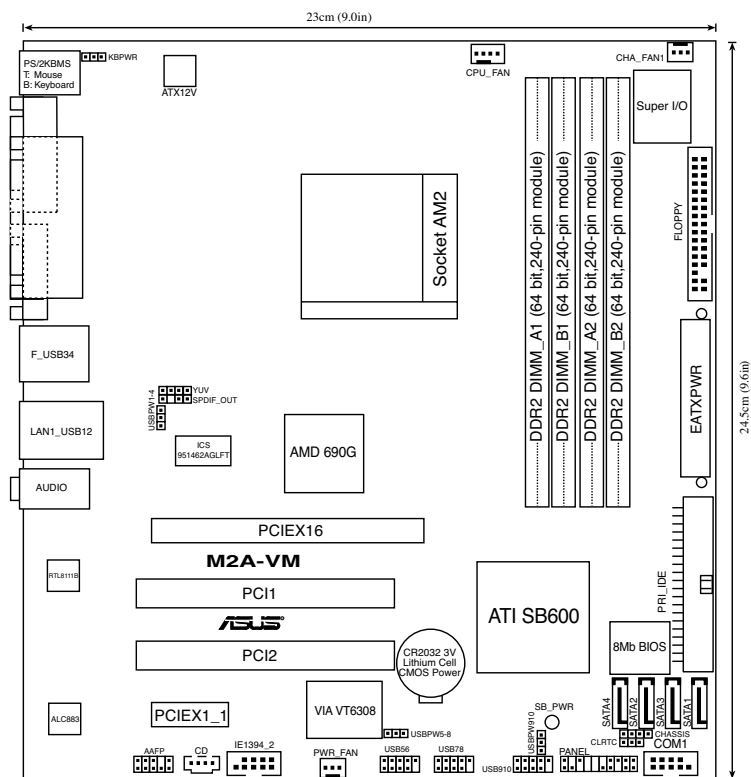 23cm (9.0in)
PS/2KBMS
T: Mouse
B: Keyboard
KBPWR
ATX12V
CPU_FAN
CHA_FAN1
Super I/O
Socket AM2
DDR2 DIMM_A1 (64 bit,240-pin module)
DDR2 DIMM_B1 (64 bit,240-pin module)
DDR2 DIMM_A2 (64 bit,240-pin module)
DDR2 DIMM_B2 (64 bit,240-pin module)
FLOPPY
24.5cm (9.6in)
F_USB34
EATXPWR
YUV
SPDIF_OUT
USBPW1-4
LAN1_USB12
ICS
951462AGLFT
AMD 690G
AUDIO
PCIEX16
M2A-VM
RTL8111B
PCI1
ASUS
PCI2
ATI SB600
PRI_IDE
8Mb BIOS
CR2032 3V
Lithium Cell
CMOS Power
ALC883
PCIEX1_1
VIA VT6308
USBPW5-8
SB_PWR
USBPW910
SATA4
SATA2
SATA3
SATA1
CHASSIS
CLRTC
COM1
AAFP
CD
IE1394_2
PWR_FAN
USB56
USB78
USB910
PANEL